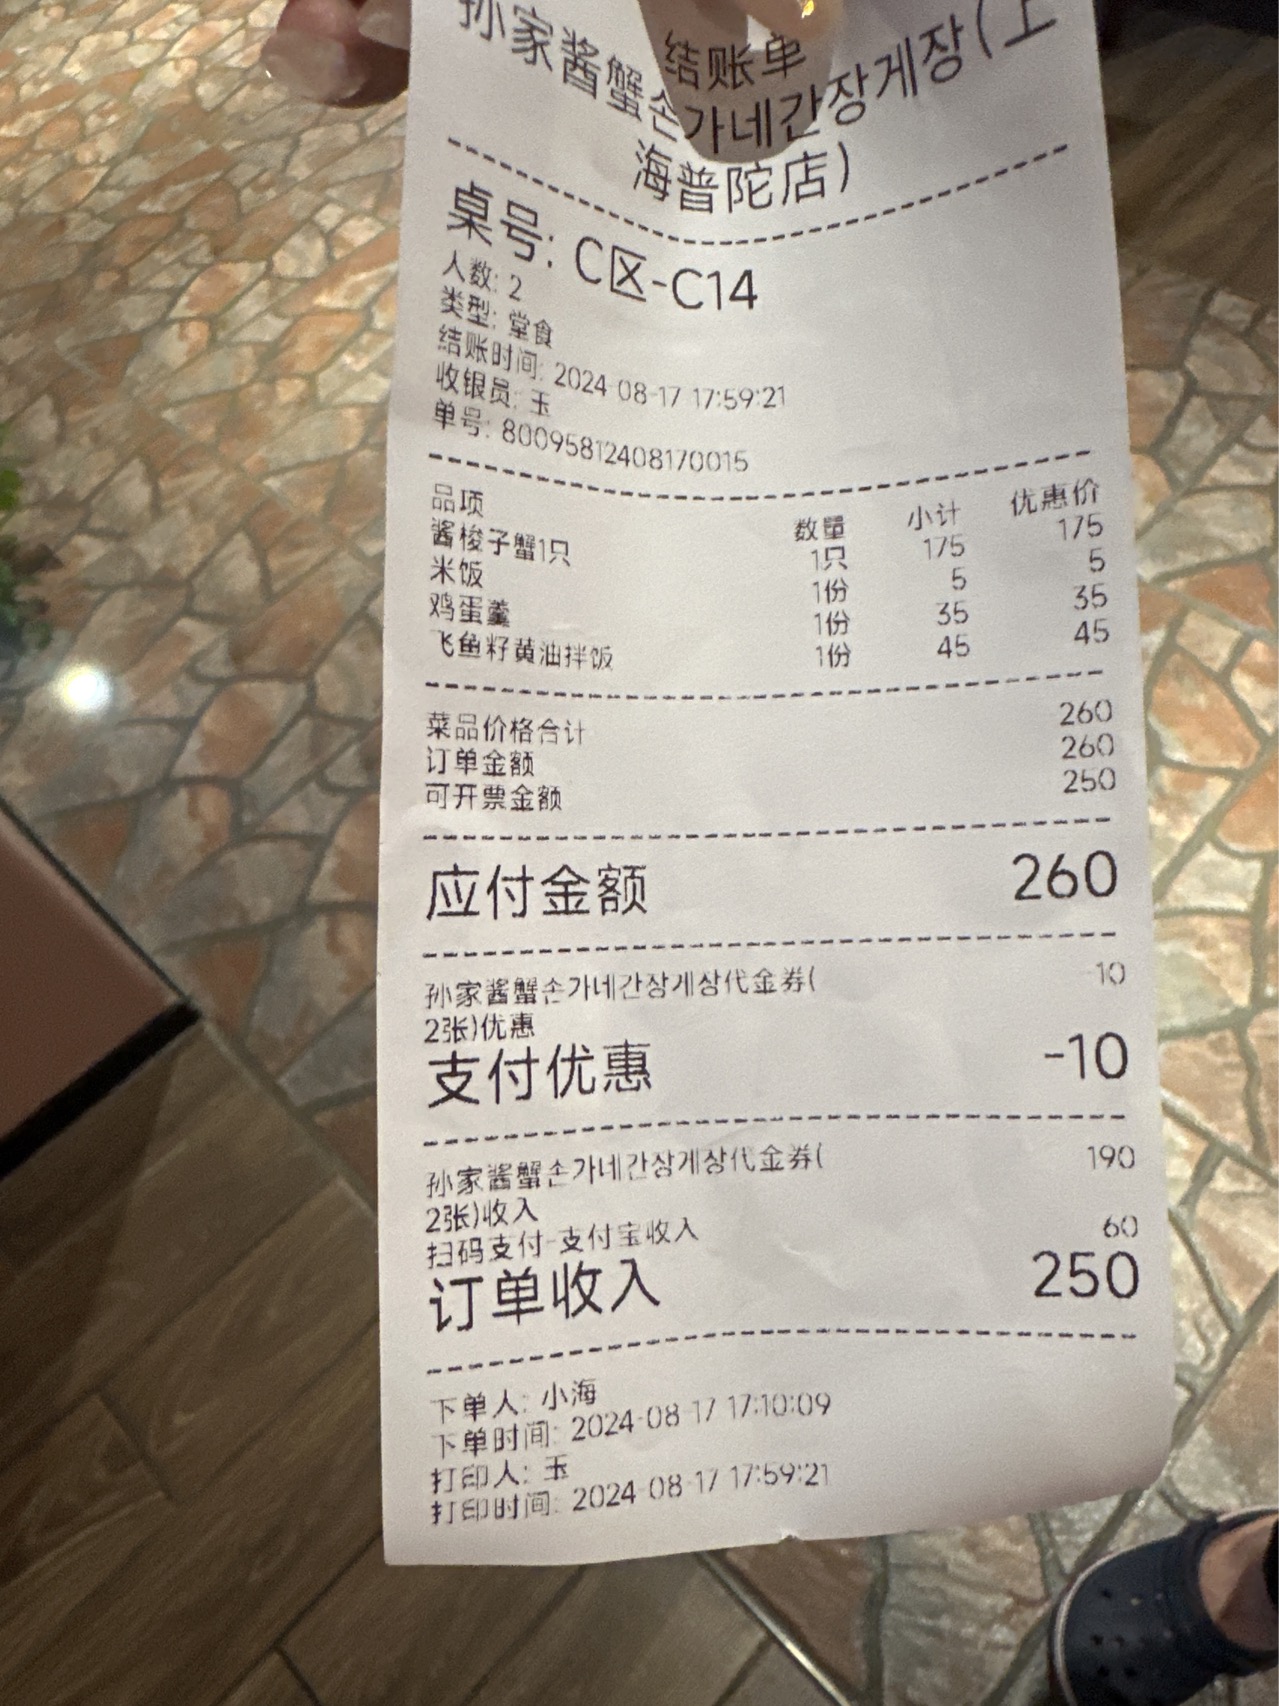 结账单
孙家酱蟹손가네간장게장(上
海普陀店)
桌号: C区-C14
人数: 2
类型: 堂食
结账时间: 2024-08-17 17:59:21
收银员: 玉
单号: 80095812408170015
品项 数量 小计 优惠价
酱梭子蟹1只 1只 175 175
米饭 1份 5 5
鸡蛋羹 1份 35 35
飞鱼籽黄油拌饭 1份 45 45
菜品价格合计 260
订单金额 260
可开票金额 250
应付金额 260
孙家酱蟹손가네간장게장代金券( -10
2张)优惠
支付优惠 -10
孙家酱蟹손가네간장게장代金券( 190
2张)收入
扫码支付-支付宝收入 60
订单收入 250
下单人: 小海
下单时间: 2024-08-17 17:10:09
打印人: 玉
打印时间: 2024-08-17 17:59:21